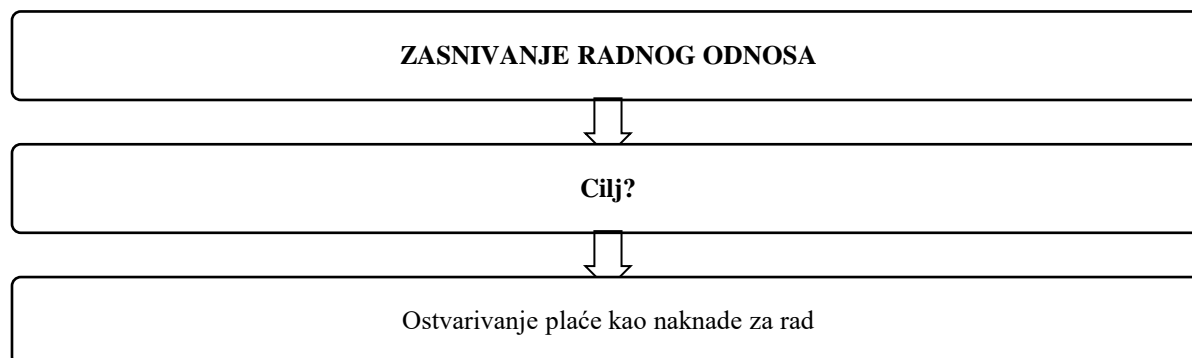 ZASNIVANJE RADNOG ODNOSA
Cilj?
Ostvarivanje plaće kao naknade za rad